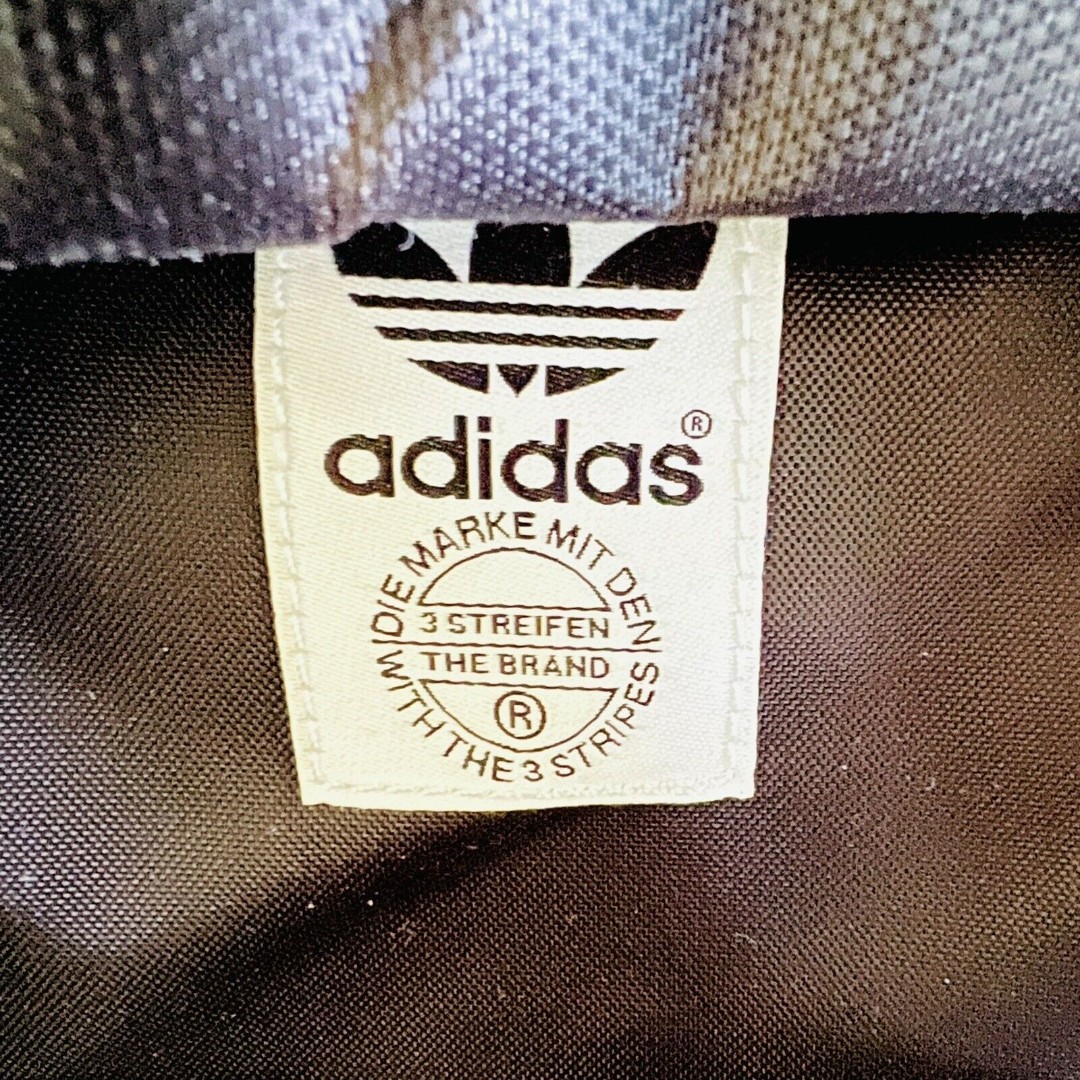 adidas®
DIE MARKE MIT DEN
3 STREIFEN
THE BRAND
®
WITH THE 3 STRIPES